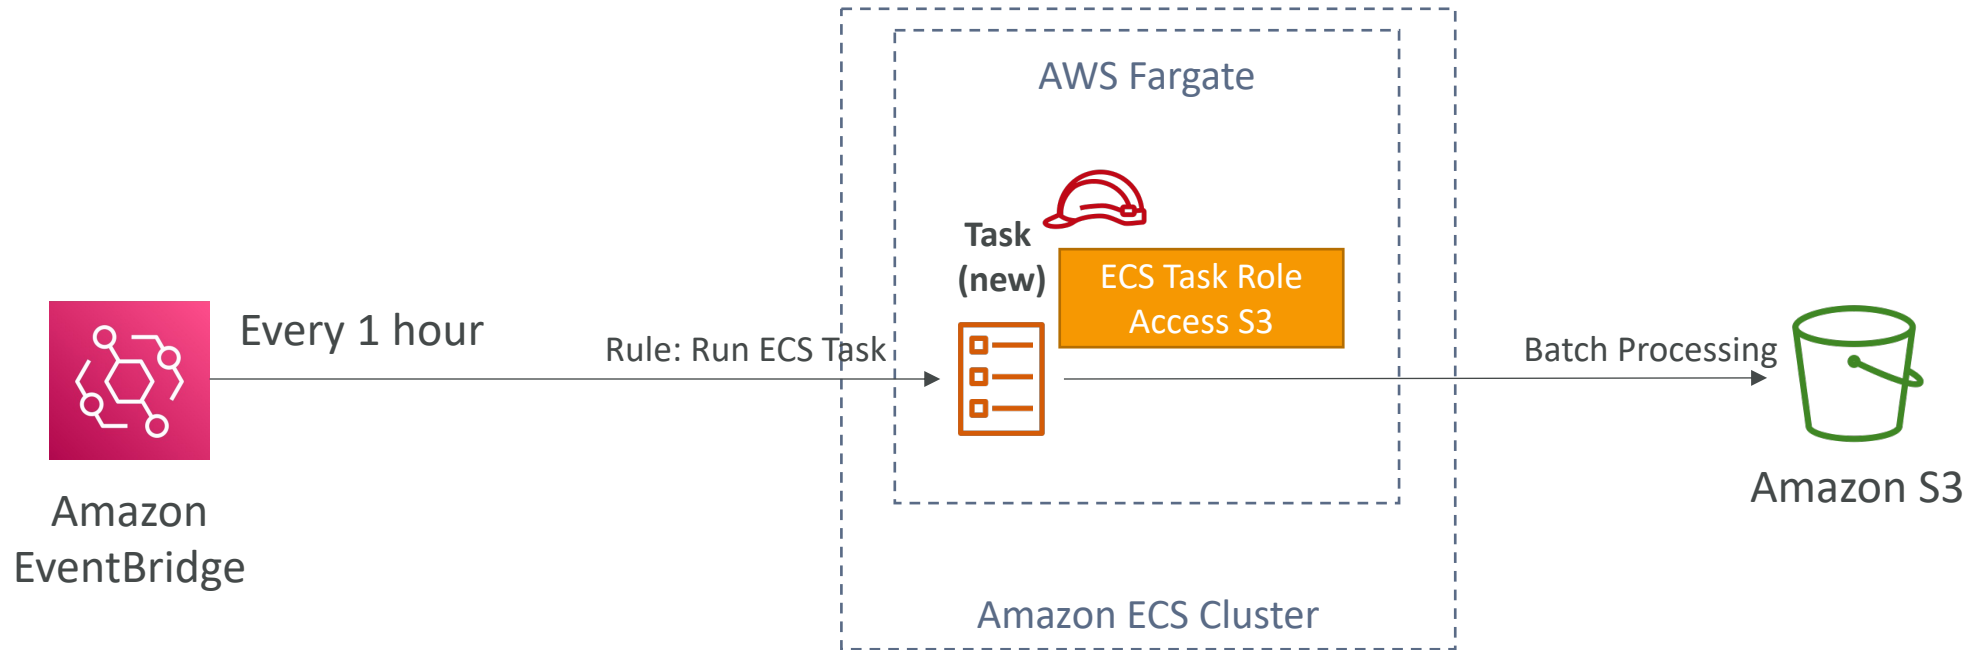 AWS Fargate
Task
(new)
ECS Task Role
Access S3
Every 1 hour
Rule: Run ECS Task
Batch Processing
Amazon
EventBridge
Amazon S3
Amazon ECS Cluster